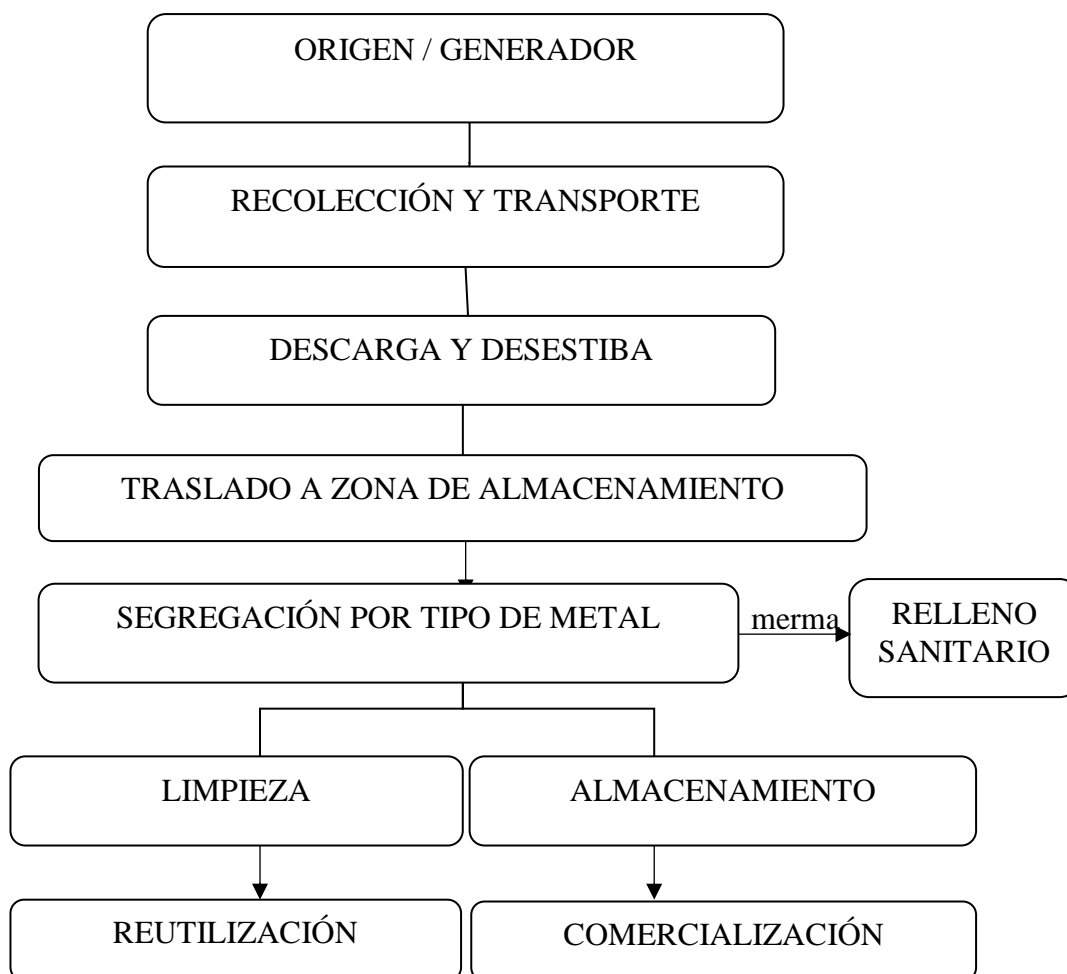 ORIGEN / GENERADOR
RECOLECCIÓN Y TRANSPORTE
DESCARGA Y DESESTIBA
TRASLADO A ZONA DE ALMACENAMIENTO
SEGREGACIÓN POR TIPO DE METAL
merma
RELLENO
SANITARIO
LIMPIEZA
ALMACENAMIENTO
REUTILIZACIÓN
COMERCIALIZACIÓN